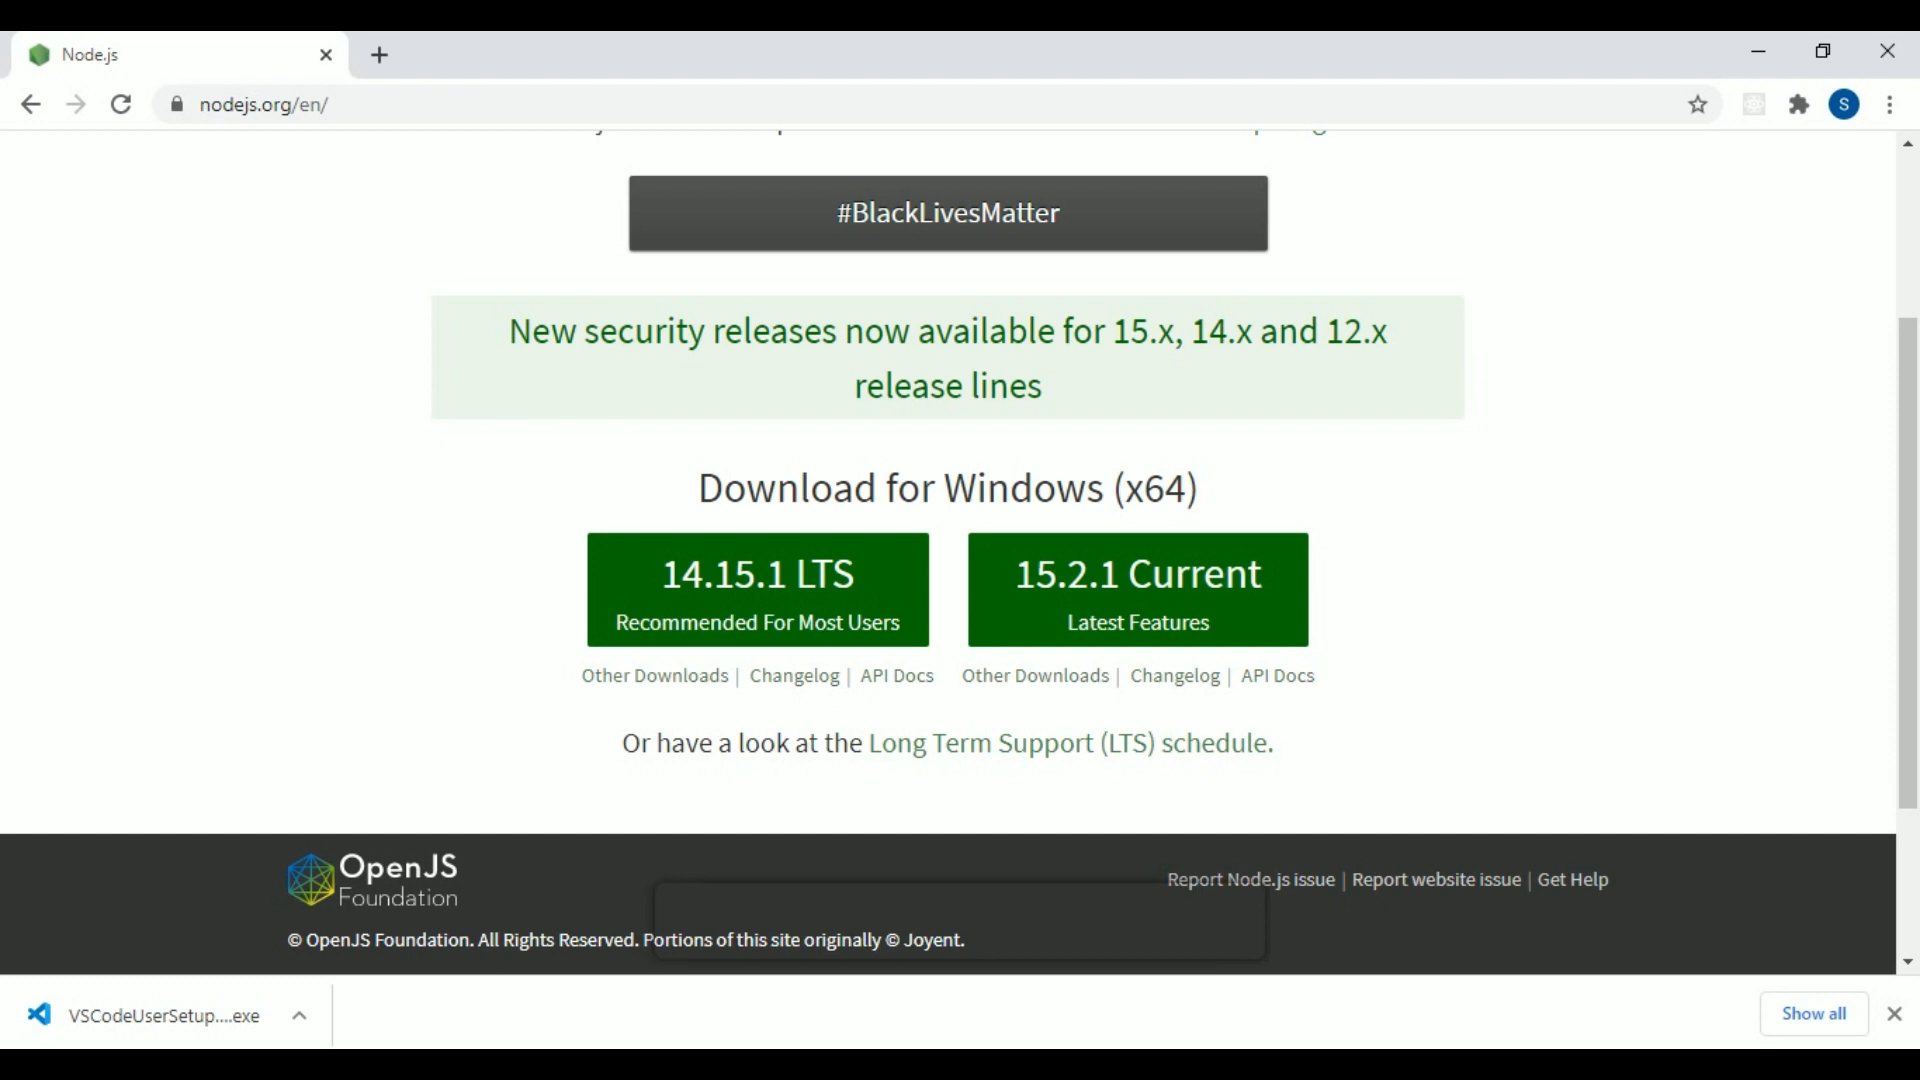 Node.js
nodejs.org/en/
S
#BlackLivesMatter
New security releases now available for 15.x, 14.x and 12.x
release lines
Download for Windows (x64)
14.15.1 LTS
Recommended For Most Users
15.2.1 Current
Latest Features
Other Downloads | Changelog | API Docs
Other Downloads | Changelog | API Docs
Or have a look at the Long Term Support (LTS) schedule.
OpenJS
Foundation
Report Node.js issue | Report website issue | Get Help
© OpenJS Foundation. All Rights Reserved. Portions of this site originally © Joyent.
VSCodeUserSetup....exe
Show all